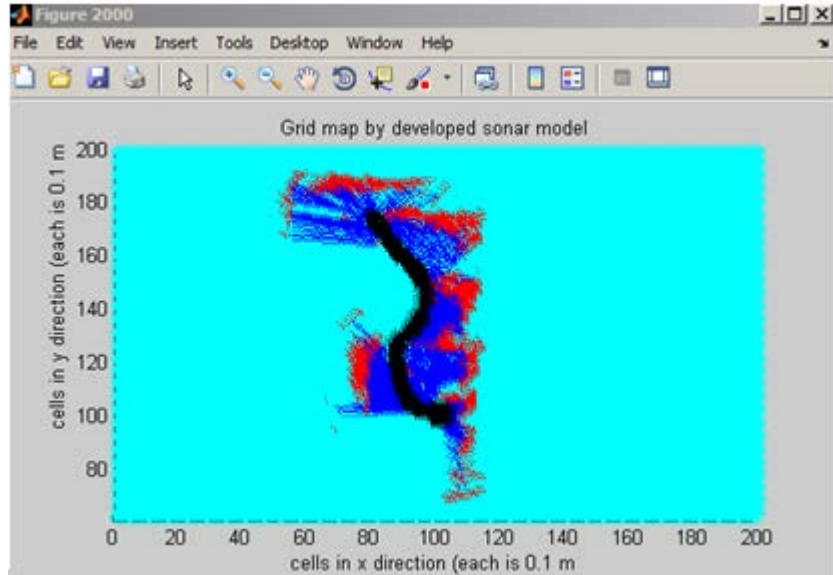 Figure 2000
File Edit View Insert Tools Desktop Window Help
Grid map by developed sonar model
cells in y direction (each is 0.1 m
200
180
160
140
120
100
80
0 20 40 60 80 100 120 140 160 180 200
cells in x direction (each is 0.1 m